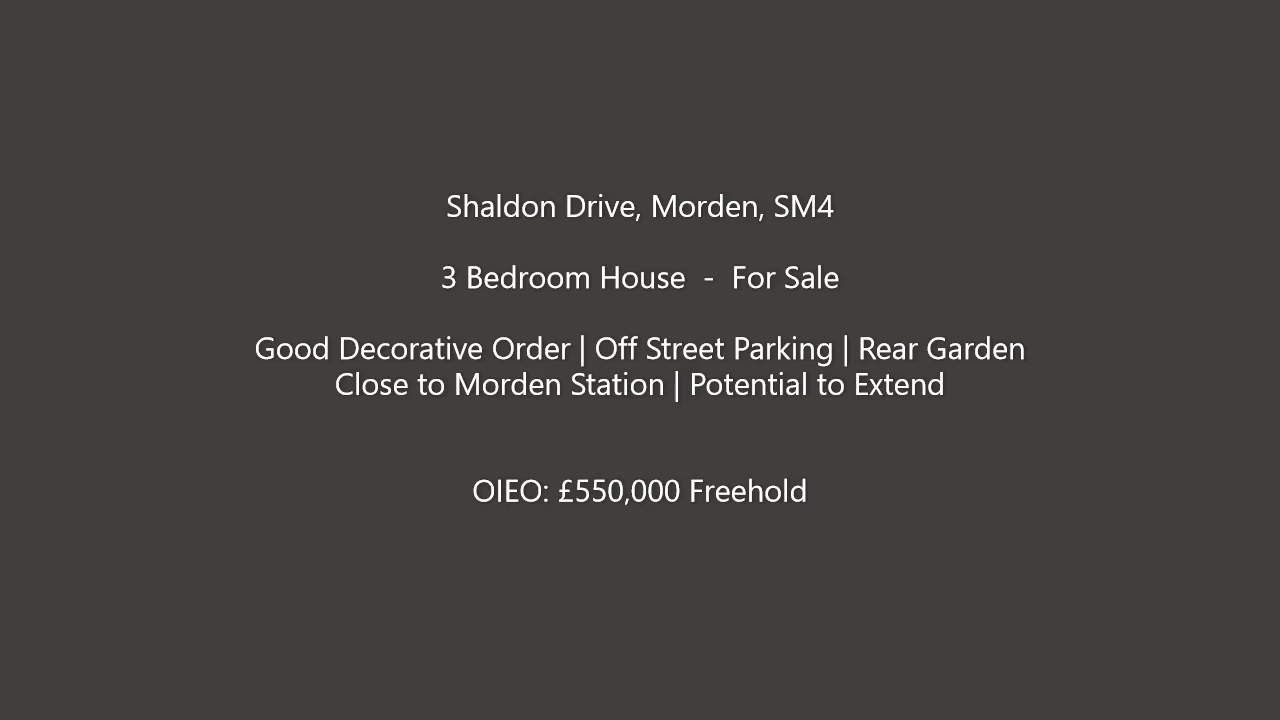 Shaldon Drive, Morden, SM4
3 Bedroom House  -  For Sale
Good Decorative Order | Off Street Parking | Rear Garden
Close to Morden Station | Potential to Extend
OIEO: £550,000 Freehold